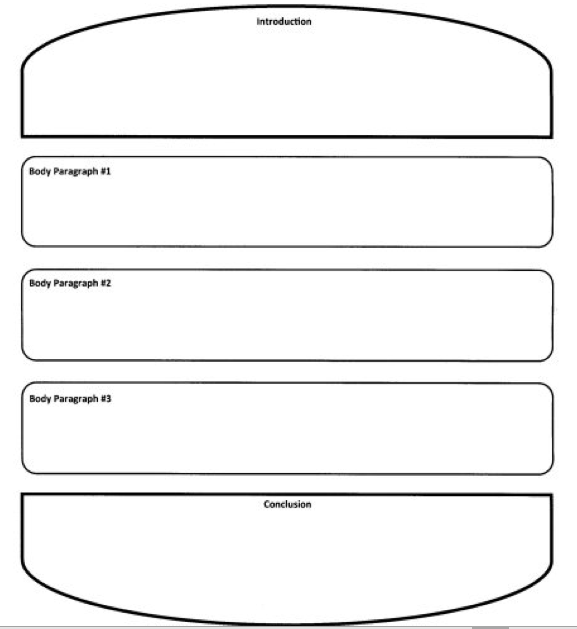 Introduction
Body Paragraph #1
Body Paragraph #2
Body Paragraph #3
Conclusion